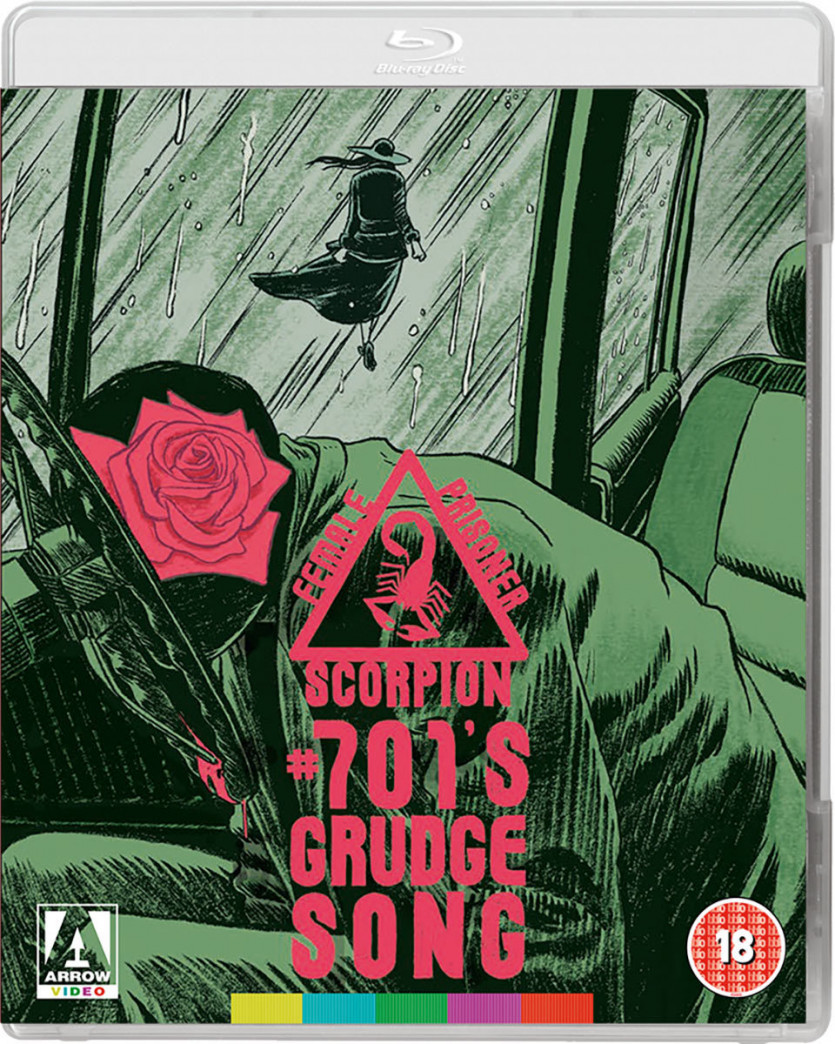 Blu-ray Disc
FEMALE
PRISONER
SCORPION
#701'S
GRUDGE
SONG
ARROW
VIDEO
18